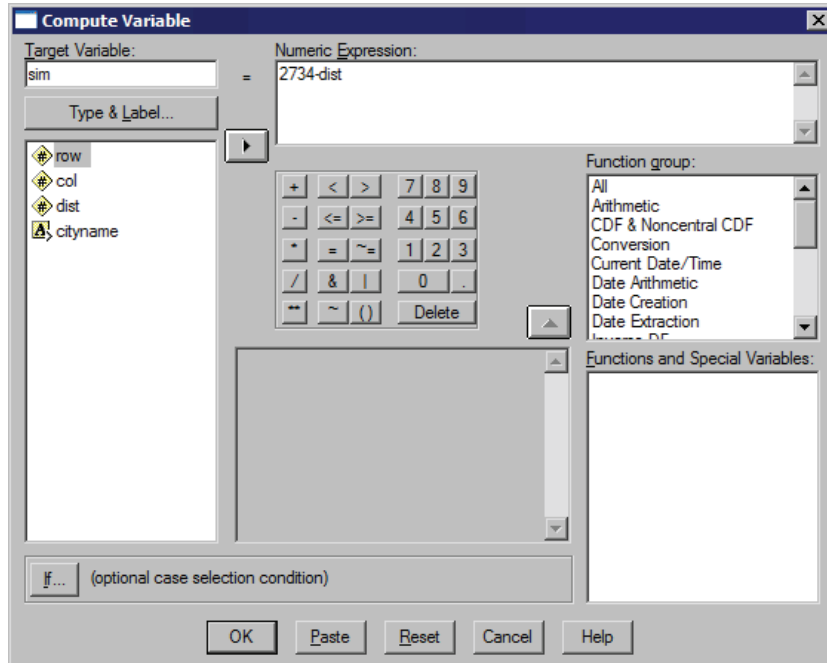 Compute Variable
Target Variable:
sim
=
Numeric Expression:
2734-dist
Type & Label...
row
col
dist
cityname
+ < > 7 8 9
- <= >= 4 5 6
* = ~= 1 2 3
/ & | 0 .
** ~ () Delete
Function group:
All
Arithmetic
CDF & Noncentral CDF
Conversion
Current Date/Time
Date Arithmetic
Date Creation
Date Extraction
Functions and Special Variables:
If... (optional case selection condition)
OK Paste Reset Cancel Help